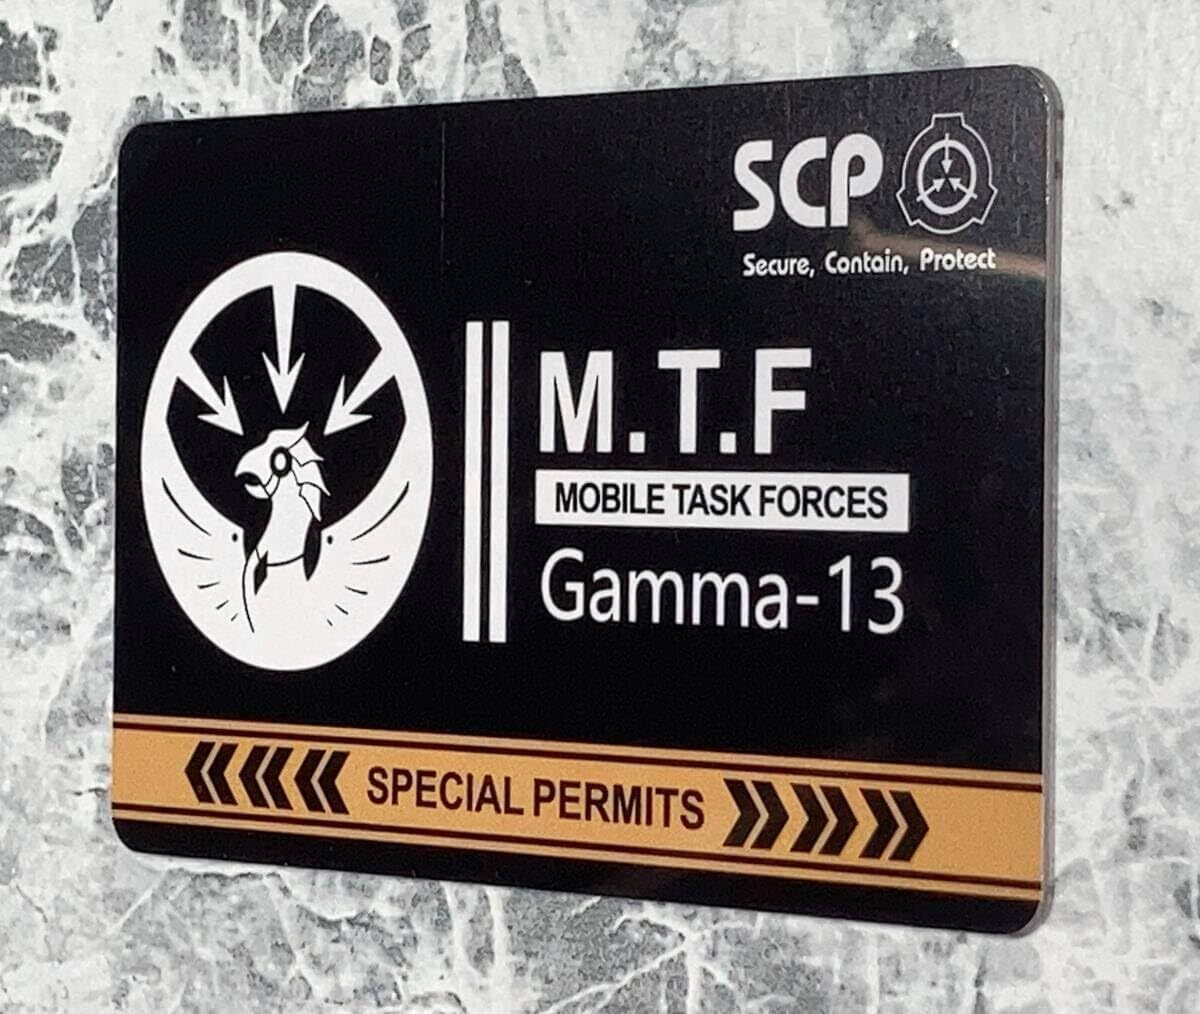 SCP
Secure, Contain, Protect
M.T.F
MOBILE TASK FORCES
Gamma-13
SPECIAL PERMITS